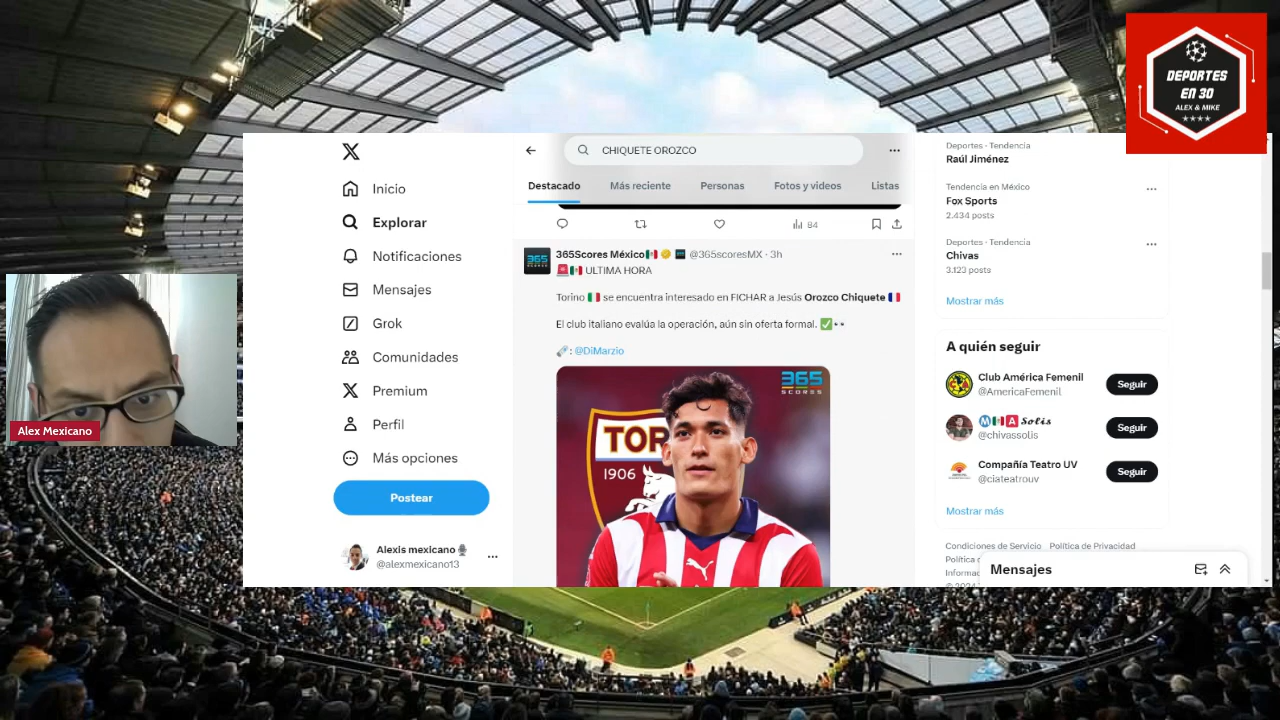 DEPORTES
EN 30
ALEX & MIKE
Alex Mexicano
X
Inicio
Explorar
Notificaciones
Mensajes
Grok
Comunidades
Premium
Perfil
Más opciones
Postear
Alexis mexicano
@alexmexicano13
CHIQUETE OROZCO
Destacado
Más reciente
Personas
Fotos y videos
Listas
84
365Scores México @365scoresMX · 3h
ULTIMA HORA
Torino se encuentra interesado en FICHAR a Jesús Orozco Chiquete
El club italiano evalúa la operación, aún sin oferta formal.
: @DiMarzio
365
SCORES
TOR
1906
Deportes · Tendencia
Raúl Jiménez
Tendencia en México
Fox Sports
2.434 posts
Deportes · Tendencia
Chivas
3.123 posts
Mostrar más
A quién seguir
Club América Femenil
@AmericaFemenil
Seguir
Ⓜ️🅰️ Solis
@chivassolis
Seguir
Compañía Teatro UV
@ciateatrouv
Seguir
Mostrar más
Condiciones de Servicio Política de Privacidad
Política
Informac
Mensajes